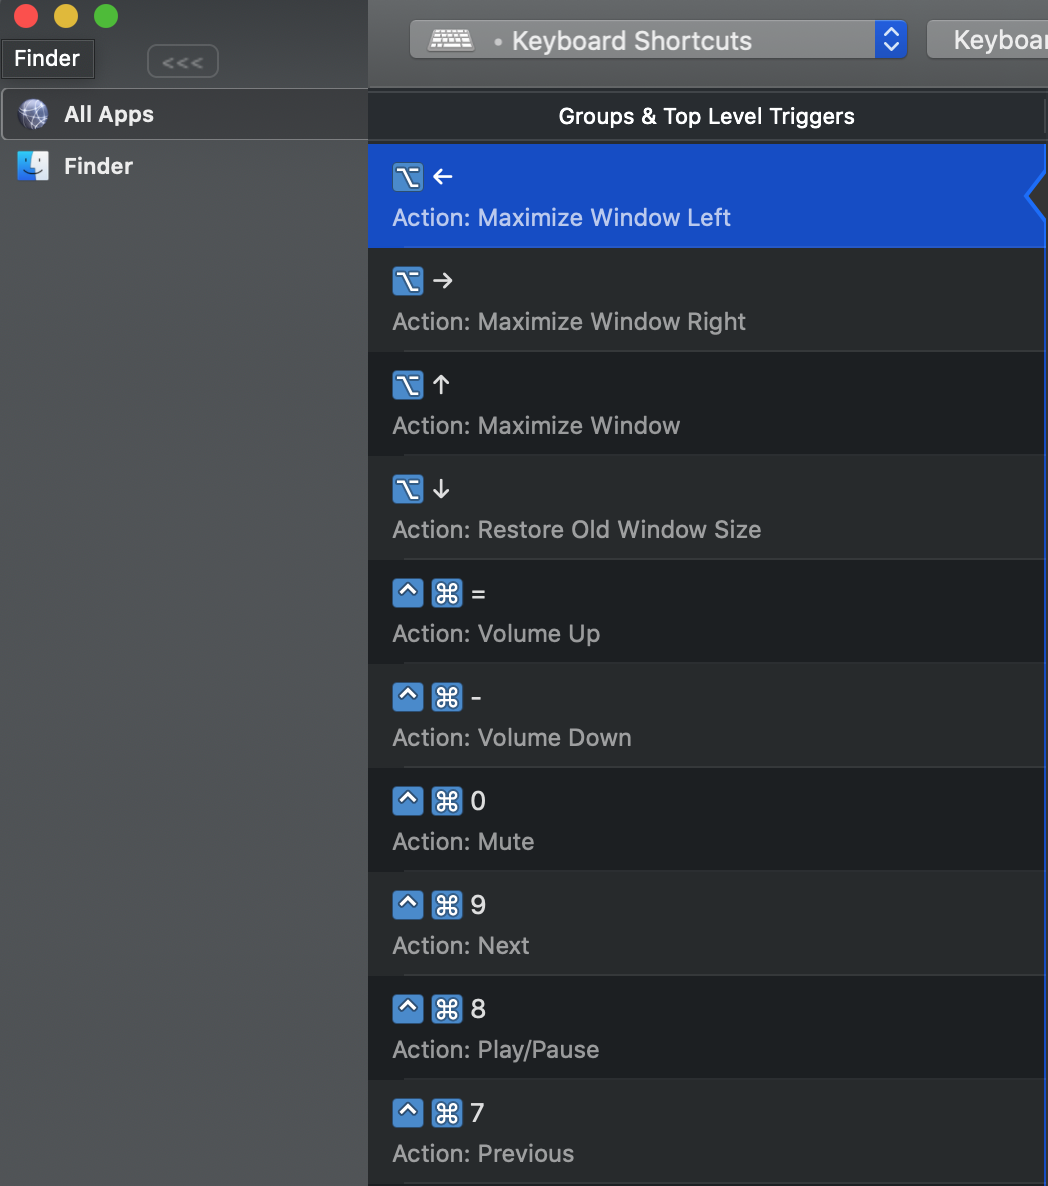 Finder
<<<
• Keyboard Shortcuts
All Apps
Finder
Groups & Top Level Triggers
⌥ ←
Action: Maximize Window Left
⌥ →
Action: Maximize Window Right
⌥ ↑
Action: Maximize Window
⌥ ↓
Action: Restore Old Window Size
⌃ ⌘ =
Action: Volume Up
⌃ ⌘ -
Action: Volume Down
⌃ ⌘ 0
Action: Mute
⌃ ⌘ 9
Action: Next
⌃ ⌘ 8
Action: Play/Pause
⌃ ⌘ 7
Action: Previous